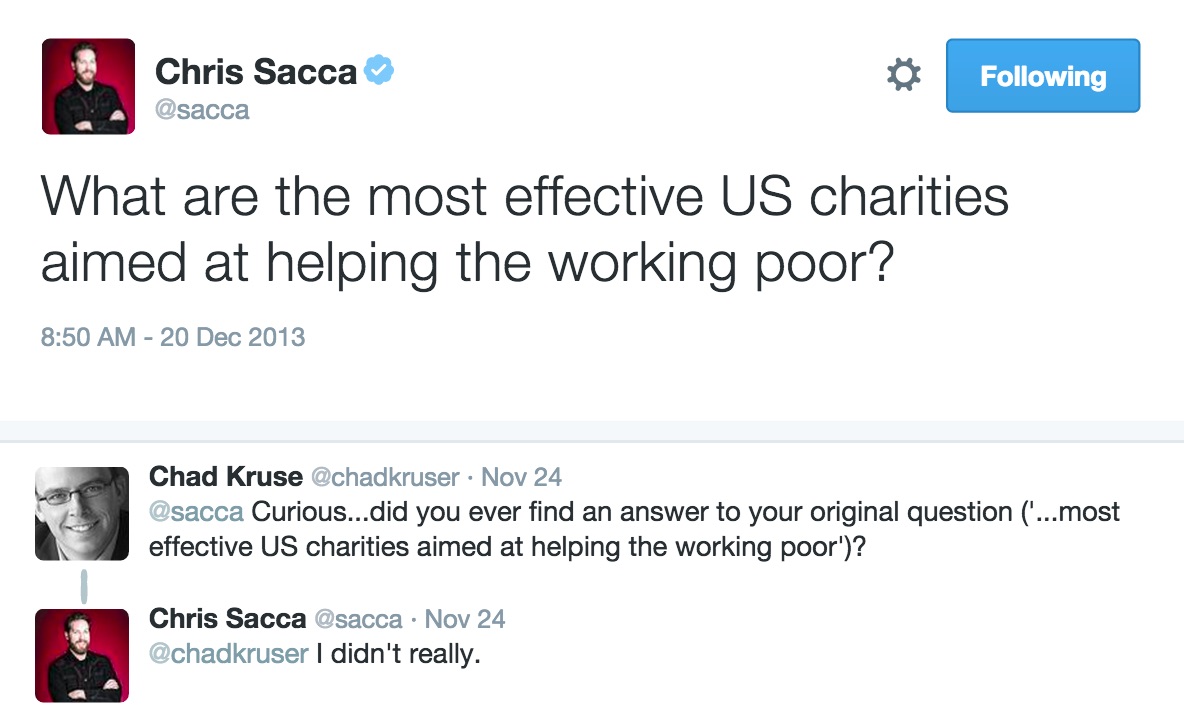 Chris Sacca
@sacca
Following
What are the most effective US charities
aimed at helping the working poor?
8:50 AM - 20 Dec 2013
Chad Kruse @chadkruser · Nov 24
@sacca Curious...did you ever find an answer to your original question ('...most
effective US charities aimed at helping the working poor')?
Chris Sacca @sacca · Nov 24
@chadkruser I didn't really.